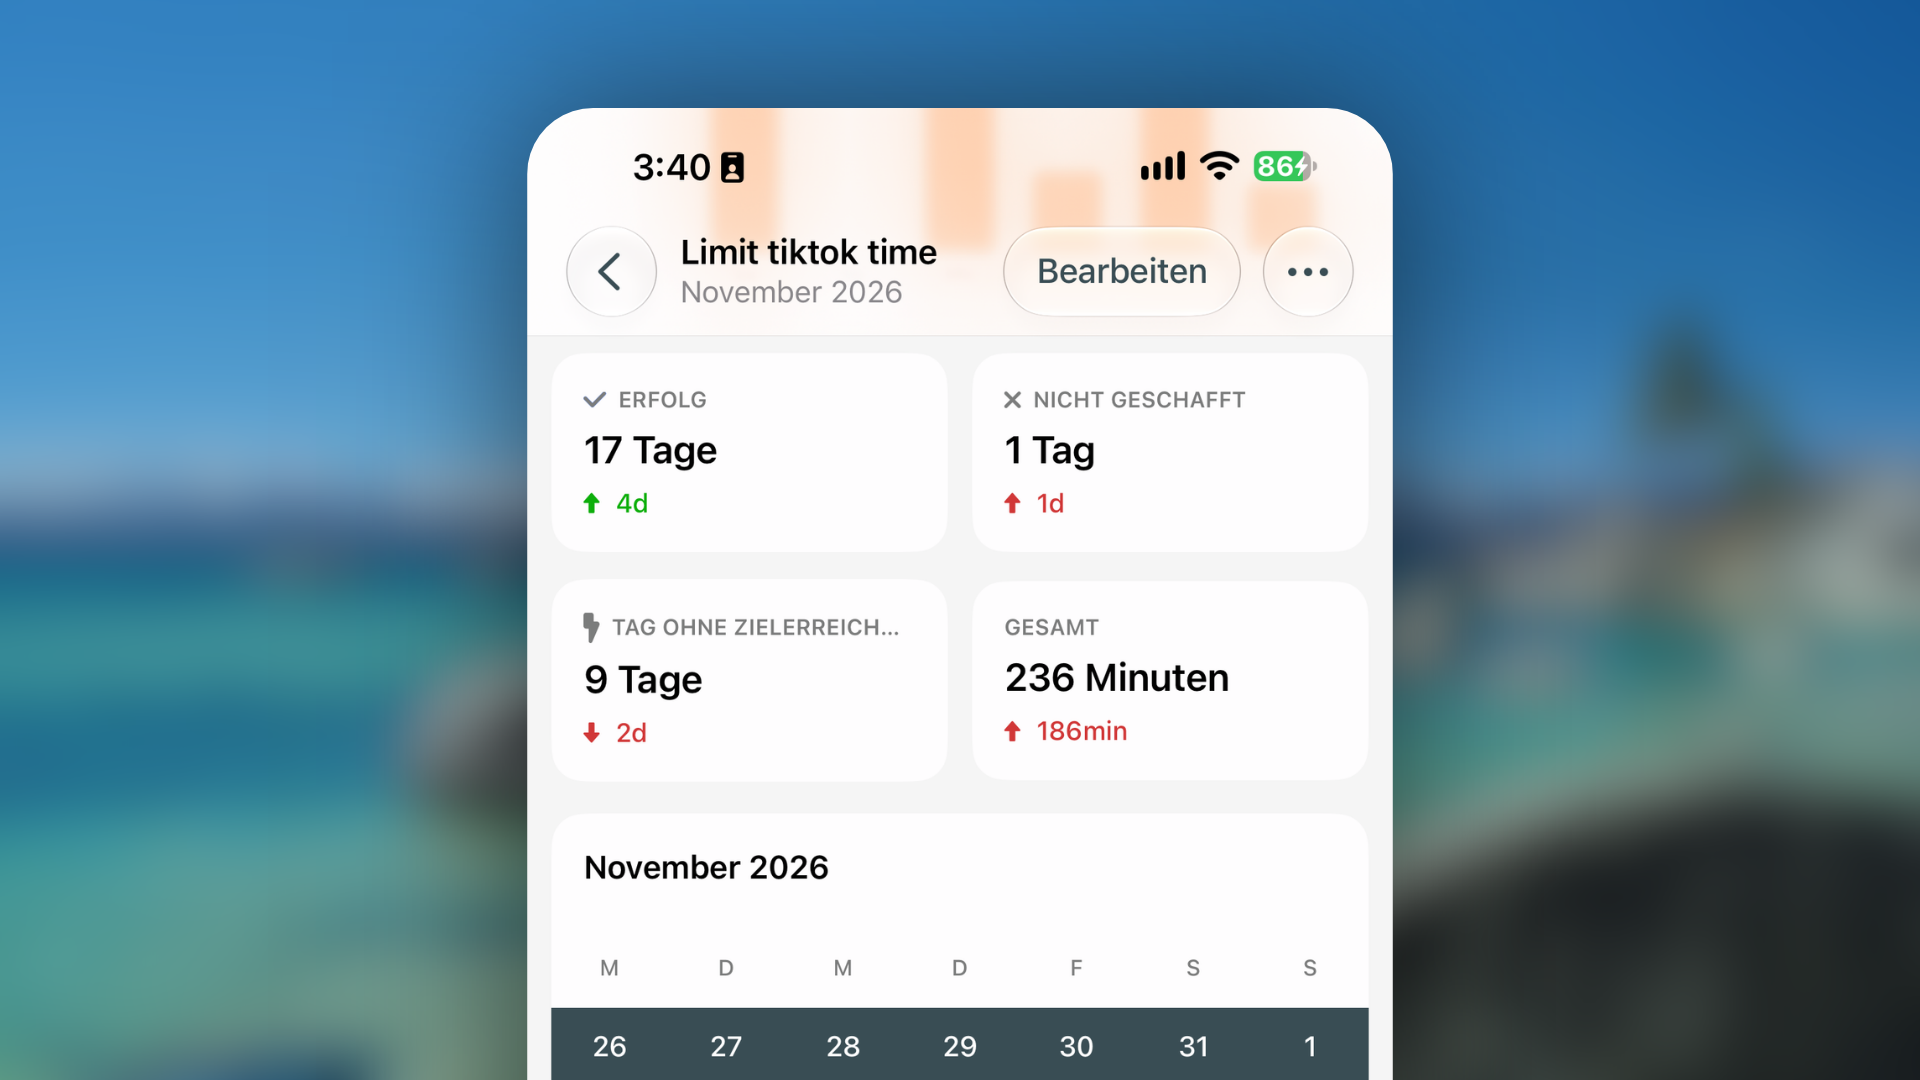 3:40
86
Limit tiktok time
November 2026
Bearbeiten
ERFOLG
17 Tage
4d
NICHT GESCHAFFT
1 Tag
1d
TAG OHNE ZIELERREICH...
9 Tage
2d
GESAMT
236 Minuten
186min
November 2026
M D M D F S S
26 27 28 29 30 31 1